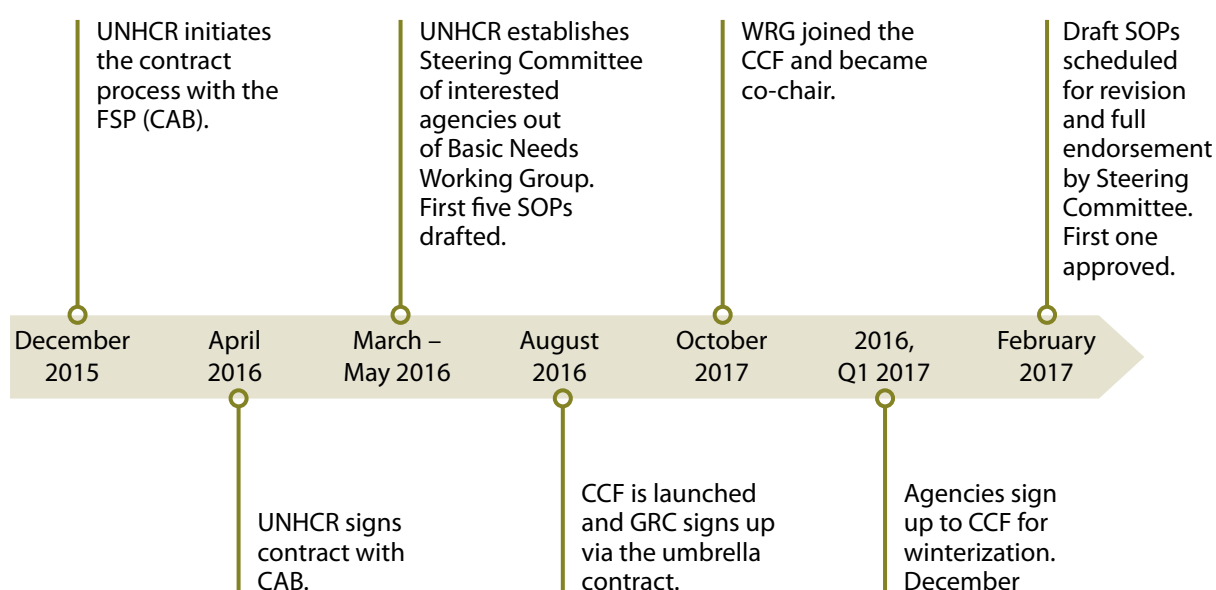 UNHCR initiates
the contract
process with the
FSP (CAB).
UNHCR establishes
Steering Committee
of interested
agencies out
of Basic Needs
Working Group.
First five SOPs
drafted.
WRG joined the
CCF and became
co-chair.
Draft SOPs
scheduled
for revision
and full
endorsement
by Steering
Committee.
First one
approved.
December
2015
April
2016
March –
May 2016
August
2016
October
2017
2016,
Q1 2017
February
2017
UNHCR signs
contract with
CAB.
CCF is launched
and GRC signs up
via the umbrella
contract.
Agencies sign
up to CCF for
winterization.
December